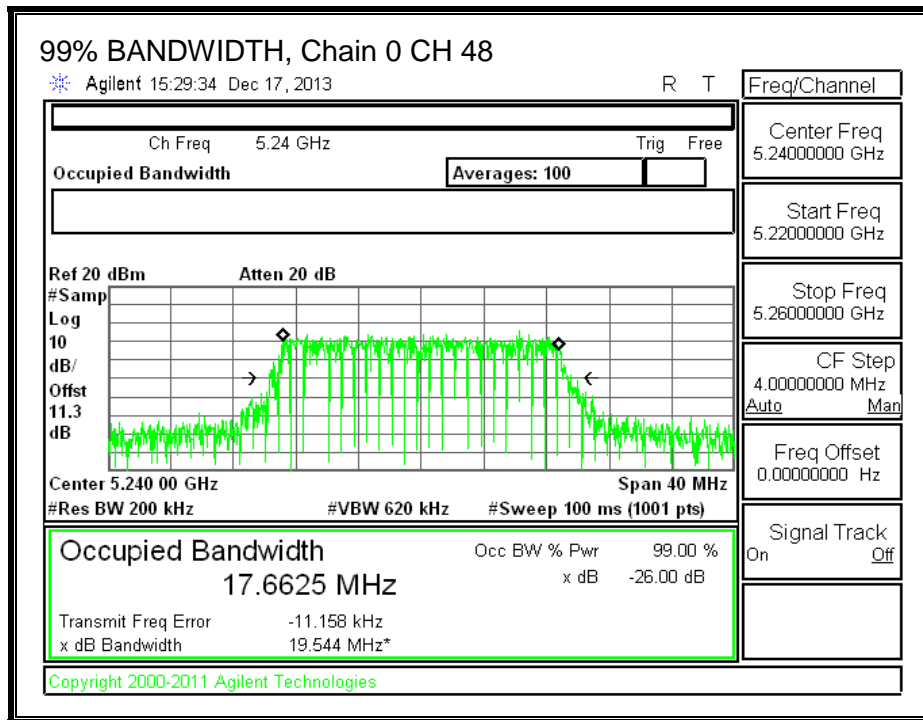 99% BANDWIDTH, Chain 0 CH 48
Agilent 15:29:34 Dec 17, 2013 R T
Ch Freq 5.24 GHz Trig Free
Occupied Bandwidth Averages: 100
Ref 20 dBm Atten 20 dB
#Samp
Log
10
dB/
Offst
11.3
dB
Center 5.240 00 GHz Span 40 MHz
#Res BW 200 kHz #VBW 620 kHz #Sweep 100 ms (1001 pts)
Occupied Bandwidth Occ BW % Pwr 99.00 %
17.6625 MHz x dB -26.00 dB
Transmit Freq Error -11.158 kHz
x dB Bandwidth 19.544 MHz*
Copyright 2000-2011 Agilent Technologies
Freq/Channel
Center Freq
5.24000000 GHz
Start Freq
5.22000000 GHz
Stop Freq
5.26000000 GHz
CF Step
4.00000000 MHz
Auto Man
Freq Offset
0.00000000 Hz
Signal Track
On Off